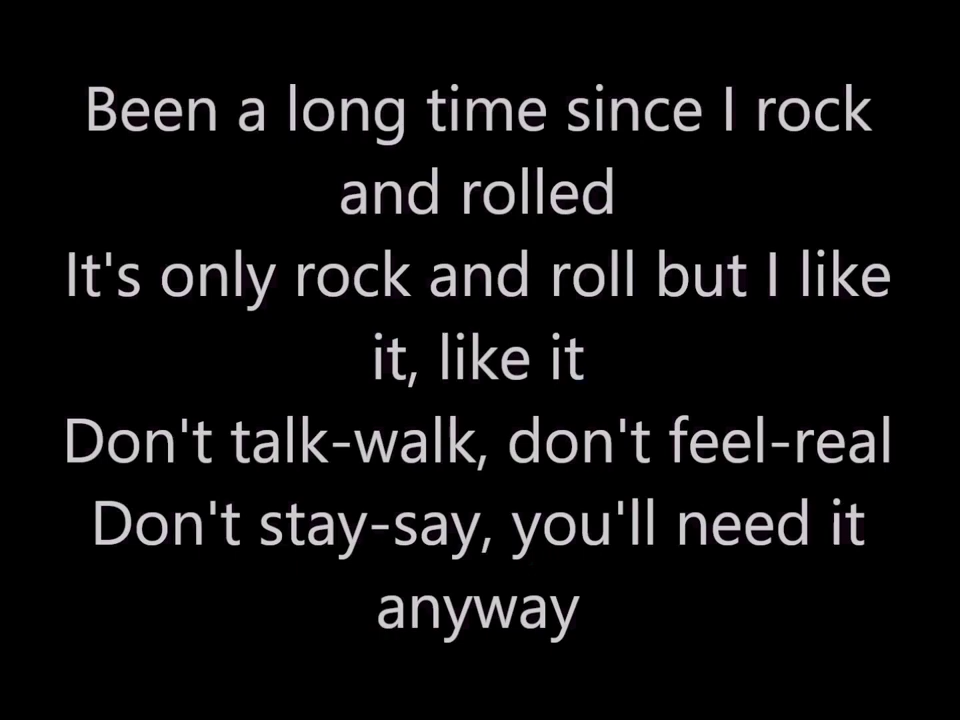 Been a long time since I rock
and rolled
It's only rock and roll but I like
it, like it
Don't talk-walk, don't feel-real
Don't stay-say, you'll need it
anyway